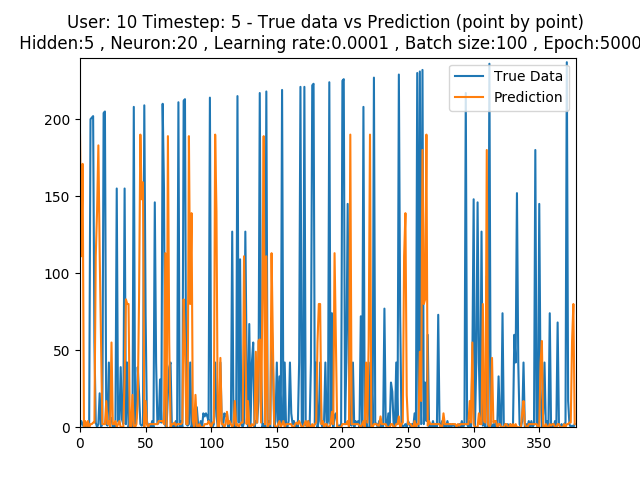 User: 10 Timestep: 5 - True data vs Prediction (point by point)
Hidden:5 , Neuron:20 , Learning rate:0.0001 , Batch size:100 , Epoch:5000
True Data
Prediction
200
150
100
50
0
0 50 100 150 200 250 300 350